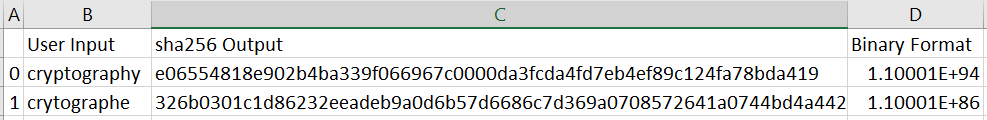 A B C D
User Input sha256 Output Binary Format
0 cryptography e06554818e902b4ba339f066967c0000da3fcda4fd7eb4ef89c124fa78bda419 1.10001E+94
1 crytographe 326b0301c1d86232eeadeb9a0d6b57d6686c7d369a0708572641a0744bd4a442 1.10001E+86